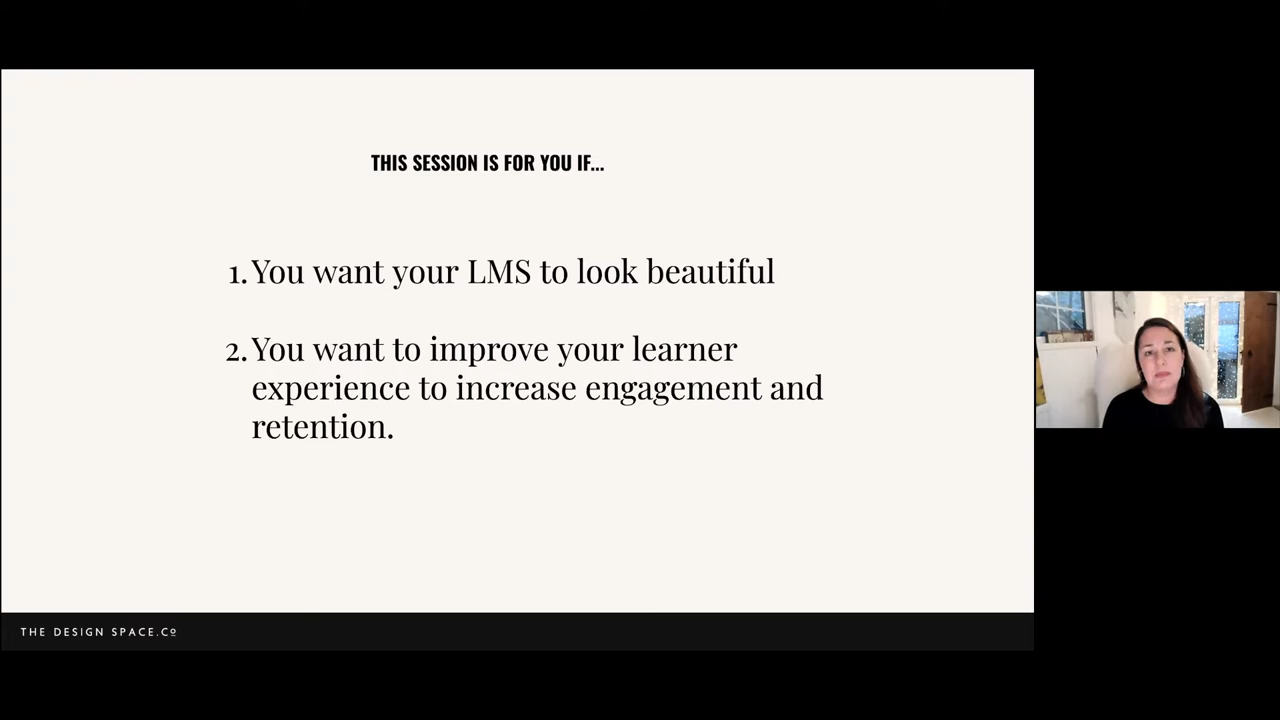 THIS SESSION IS FOR YOU IF...
1. You want your LMS to look beautiful
2. You want to improve your learner
experience to increase engagement and
retention.
THE DESIGN SPACE.Cº